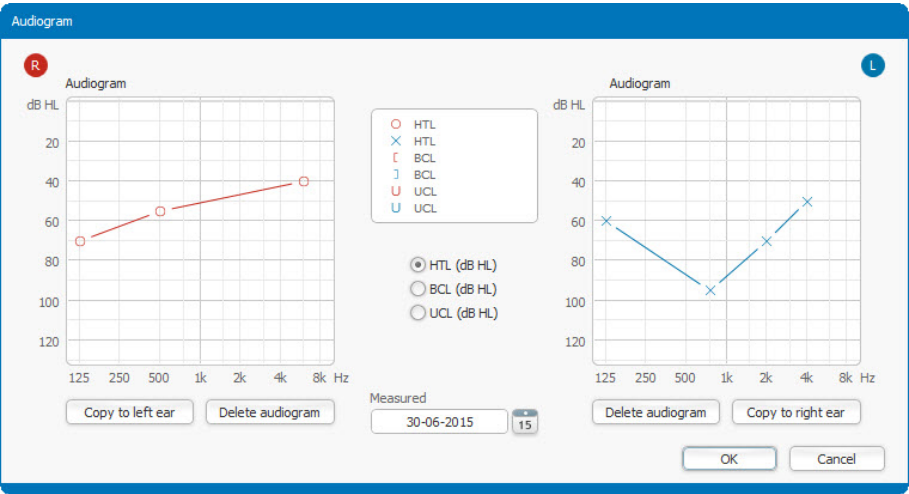 Audiogram
R
L
Audiogram
dB HL
20
40
60
80
100
120
125 250 500 1k 2k 4k 8k Hz
Copy to left ear
Delete audiogram
HTL
HTL
BCL
BCL
UCL
UCL
HTL (dB HL)
BCL (dB HL)
UCL (dB HL)
Measured
30-06-2015
15
Audiogram
dB HL
20
40
60
80
100
120
125 250 500 1k 2k 4k 8k Hz
Delete audiogram
Copy to right ear
OK
Cancel